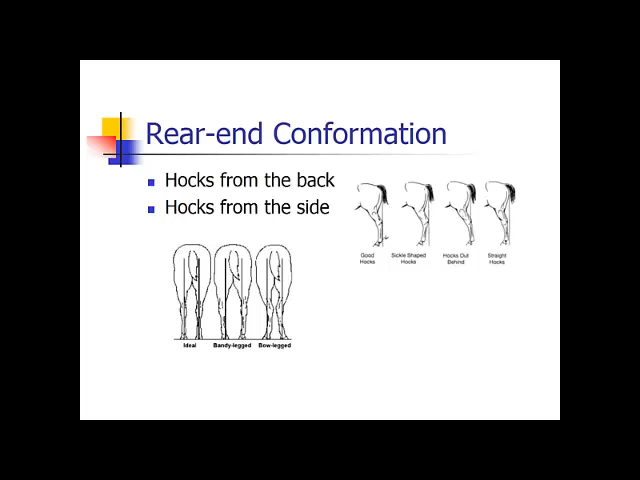 Rear-end Conformation
Hocks from the back
Hocks from the side
Good Hocks
Sickle Shaped Hocks
Hocks Out Behind
Straight Hocks
Ideal
Bandy-legged
Bow-legged